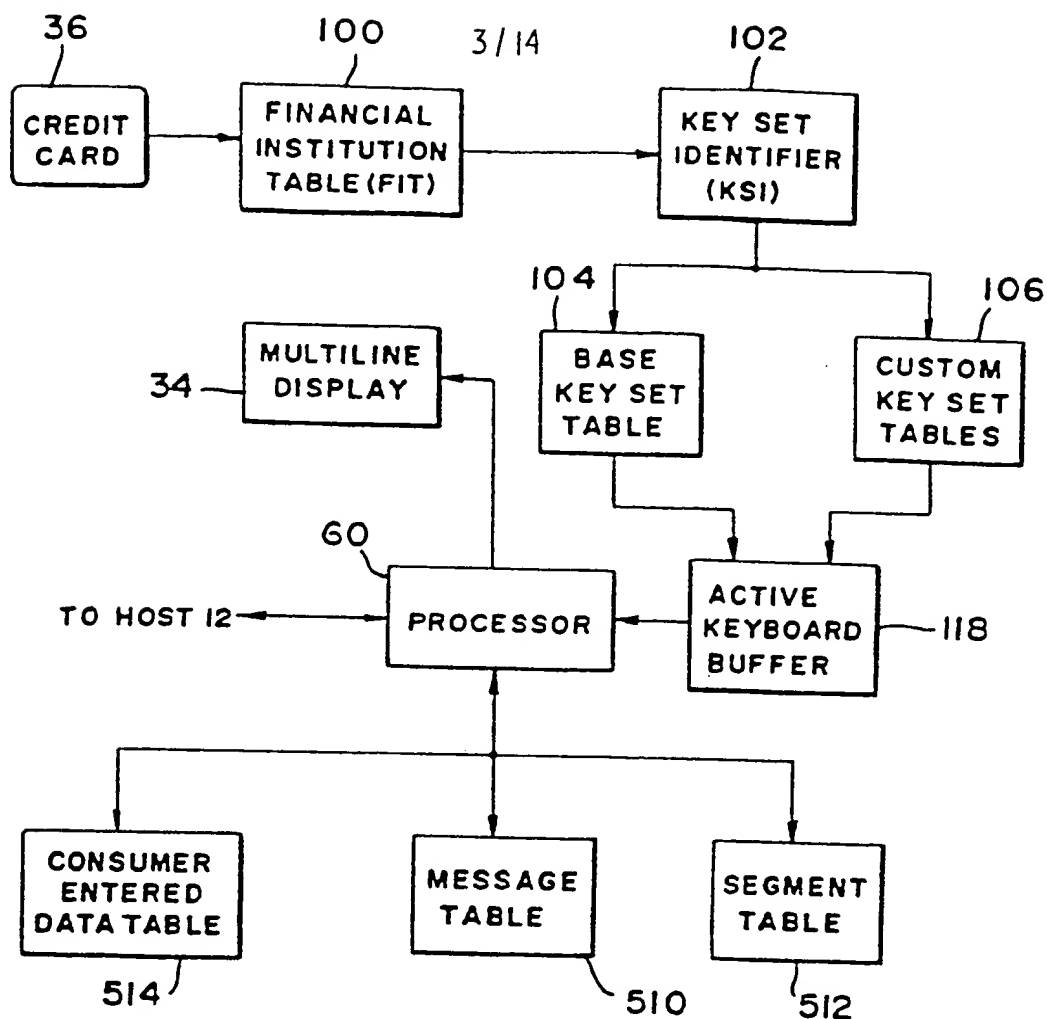 36
100
3/14
102
CREDIT
CARD
FINANCIAL
INSTITUTION
TABLE (FIT)
KEY SET
IDENTIFIER
(KSI)
104
106
MULTILINE
DISPLAY
34
BASE
KEY SET
TABLE
CUSTOM
KEY SET
TABLES
60
TO HOST 12
PROCESSOR
ACTIVE
KEYBOARD
BUFFER
118
CONSUMER
ENTERED
DATA TABLE
MESSAGE
TABLE
SEGMENT
TABLE
514
510
512